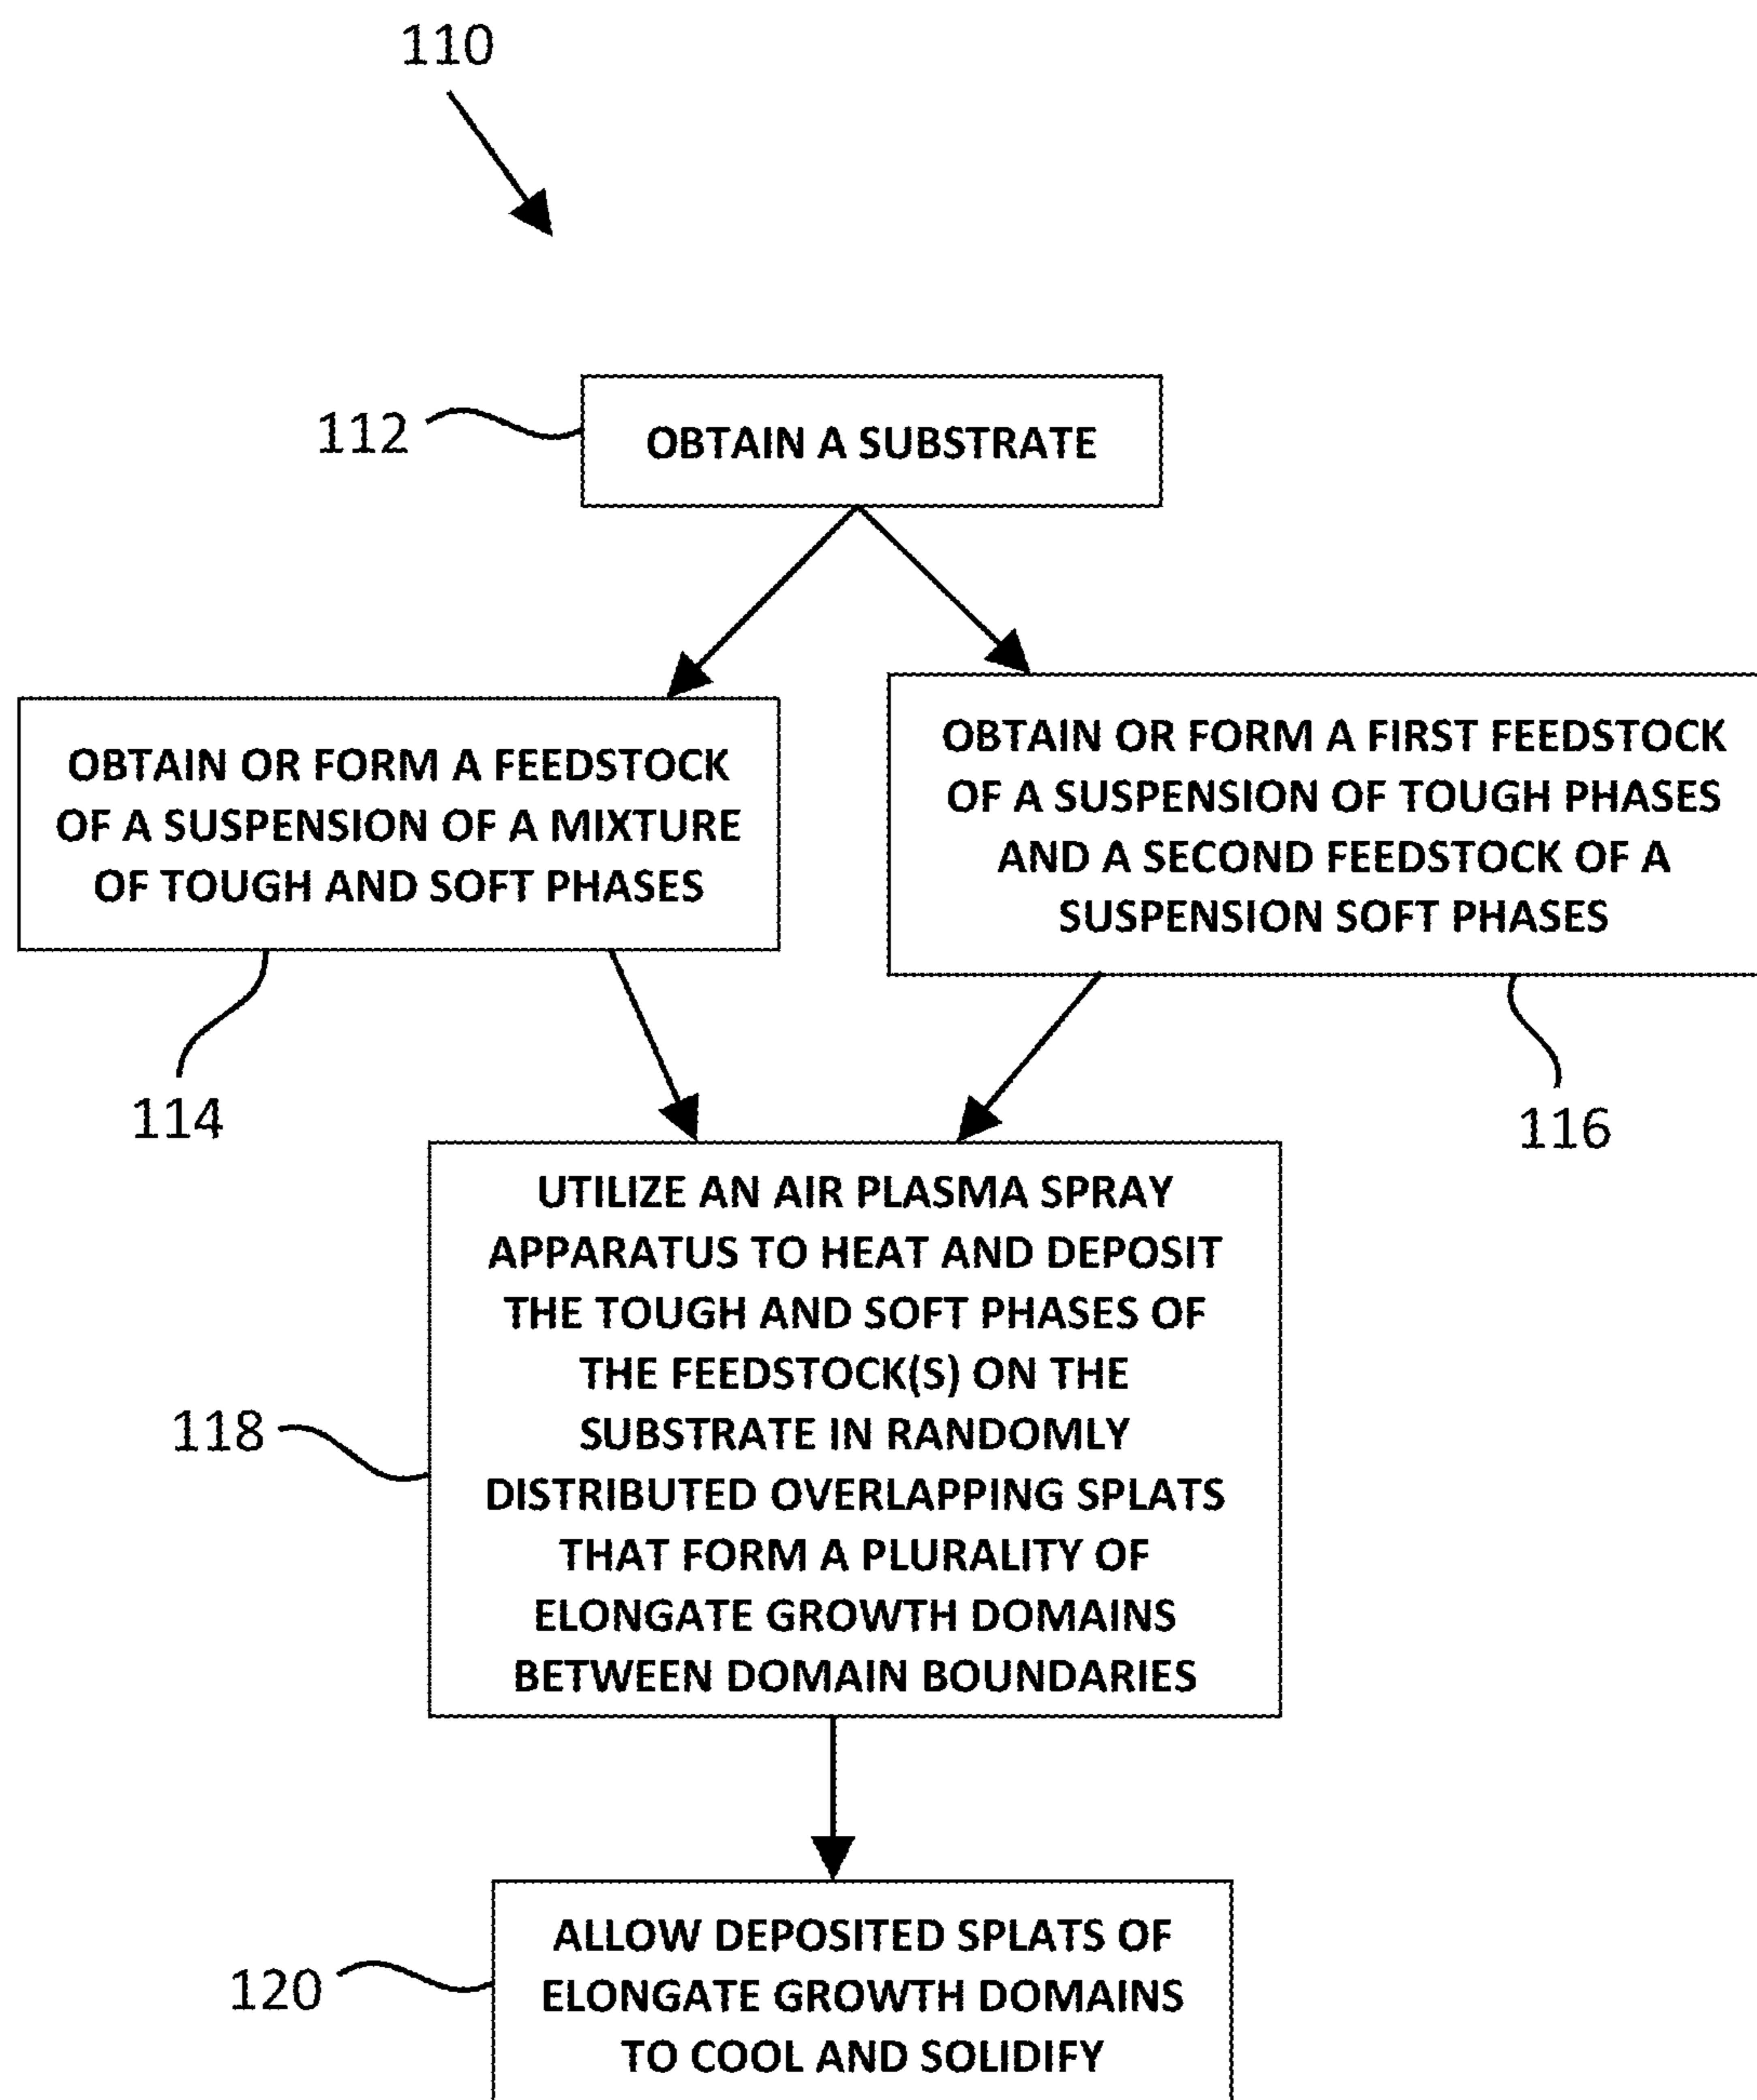 110
112
OBTAIN A SUBSTRATE
OBTAIN OR FORM A FEEDSTOCK
OF A SUSPENSION OF A MIXTURE
OF TOUGH AND SOFT PHASES
114
OBTAIN OR FORM A FIRST FEEDSTOCK
OF A SUSPENSION OF TOUGH PHASES
AND A SECOND FEEDSTOCK OF A
SUSPENSION SOFT PHASES
116
118
UTILIZE AN AIR PLASMA SPRAY
APPARATUS TO HEAT AND DEPOSIT
THE TOUGH AND SOFT PHASES OF
THE FEEDSTOCK(S) ON THE
SUBSTRATE IN RANDOMLY
DISTRIBUTED OVERLAPPING SPLATS
THAT FORM A PLURALITY OF
ELONGATE GROWTH DOMAINS
BETWEEN DOMAIN BOUNDARIES
120
ALLOW DEPOSITED SPLATS OF
ELONGATE GROWTH DOMAINS
TO COOL AND SOLIDIFY